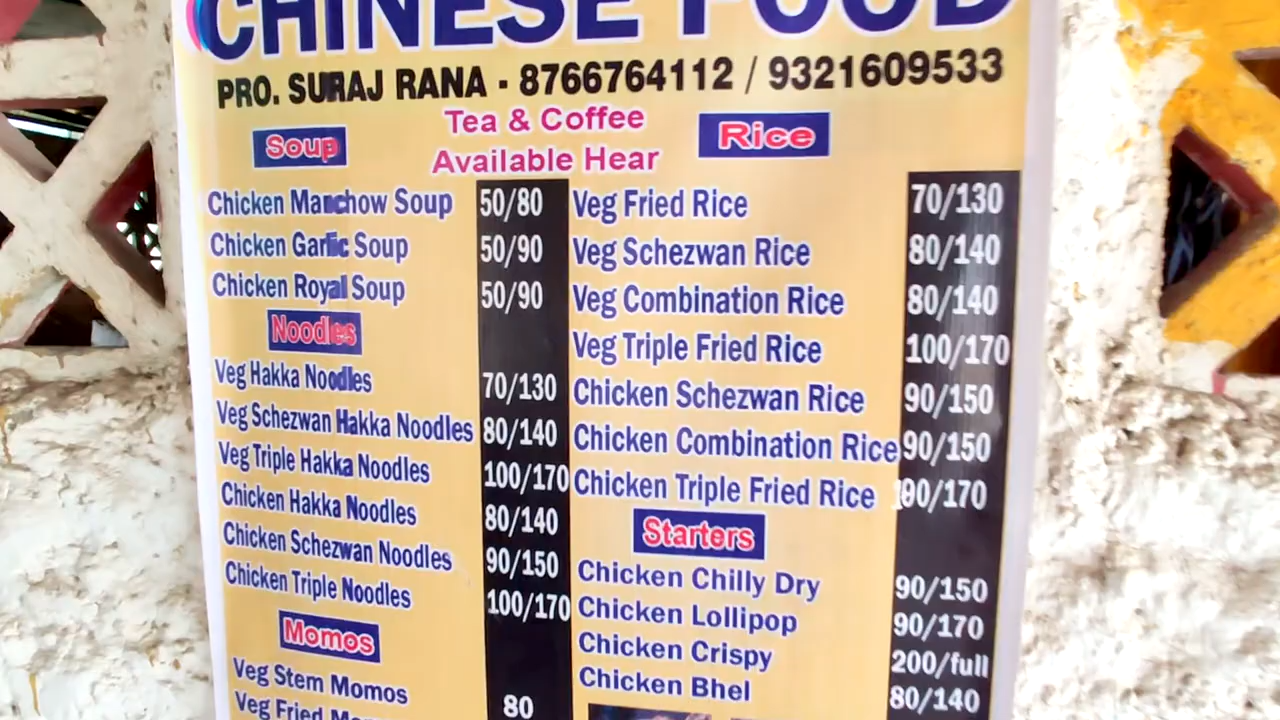 CHINESE FOOD
PRO. SURAJ RANA - 8766764112 / 9321609533
Tea & Coffee
Available Hear
Soup
Chicken Manchow Soup 50/80
Chicken Garlic Soup 50/90
Chicken Royal Soup 50/90
Noodles
Veg Hakka Noodles 70/130
Veg Schezwan Hakka Noodles 80/140
Veg Triple Hakka Noodles 100/170
Chicken Hakka Noodles 80/140
Chicken Schezwan Noodles 90/150
Chicken Triple Noodles 100/170
Momos
Veg Stem Momos 80
Veg Fried
Rice
Veg Fried Rice 70/130
Veg Schezwan Rice 80/140
Veg Combination Rice 80/140
Veg Triple Fried Rice 100/170
Chicken Schezwan Rice 90/150
Chicken Combination Rice 90/150
Chicken Triple Fried Rice 100/170
Starters
Chicken Chilly Dry 90/150
Chicken Lollipop 90/170
Chicken Crispy 200/full
Chicken Bhel 80/140